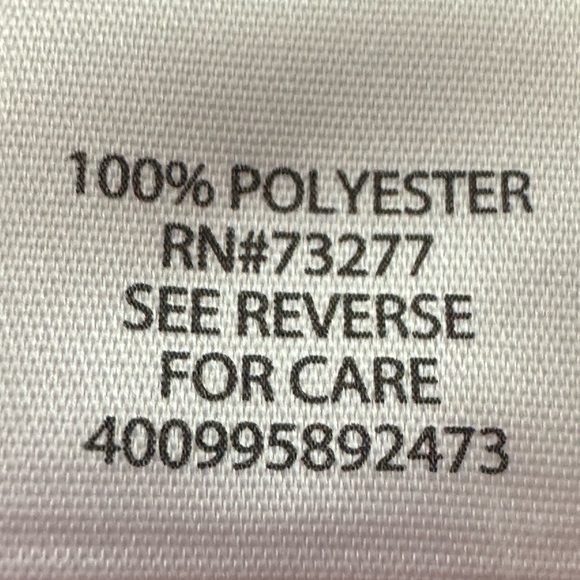 100% POLYESTER
RN#73277
SEE REVERSE
FOR CARE
400995892473